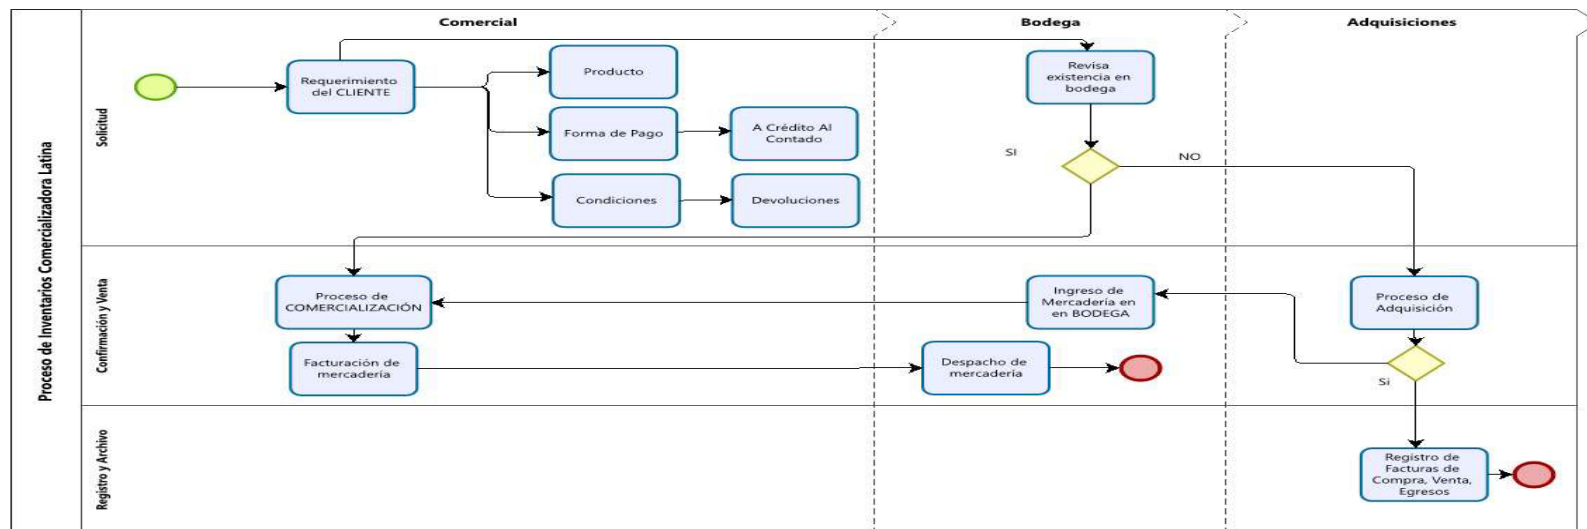 Proceso de Inventarios Comercializadora Latina
Comercial
Bodega
Adquisiciones
Solicitud
Requerimiento
del CLIENTE
Producto
Forma de Pago
A Crédito Al
Contado
Condiciones
Devoluciones
Revisa
existencia en
bodega
SI
NO
Confirmación y Venta
Proceso de
COMERCIALIZACIÓN
Ingreso de
Mercadería en
en BODEGA
Proceso de
Adquisición
Facturación de
mercadería
Despacho de
mercadería
Si
Registro y Archivo
Registro de
Facturas de
Compra, Venta,
Egresos